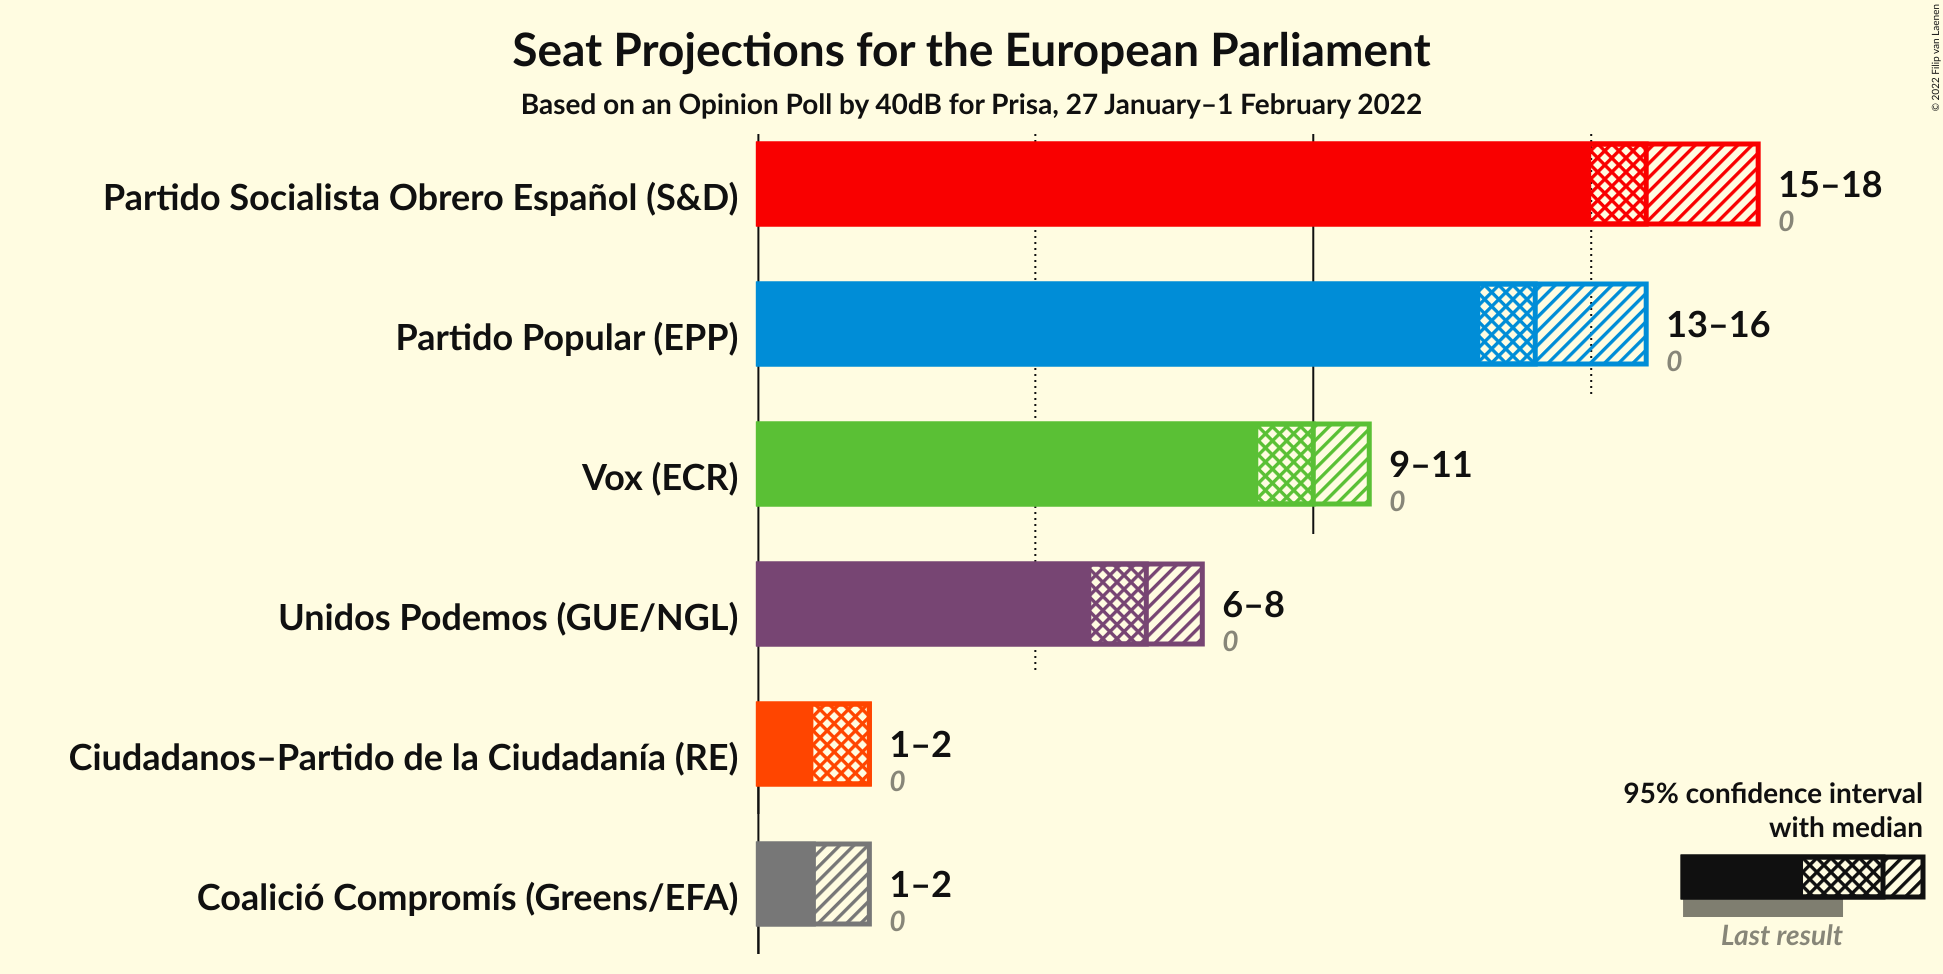 Seat Projections for the European Parliament
Based on an Opinion Poll by 40dB for Prisa, 27 January–1 February 2022
© 2022 Filip van Laenen
Partido Socialista Obrero Español (S&D)
15–18
0
Partido Popular (EPP)
13–16
0
Vox (ECR)
9–11
0
Unidos Podemos (GUE/NGL)
6–8
0
Ciudadanos–Partido de la Ciudadanía (RE)
1–2
0
Coalició Compromís (Greens/EFA)
1–2
0
95% confidence interval
with median
Last result